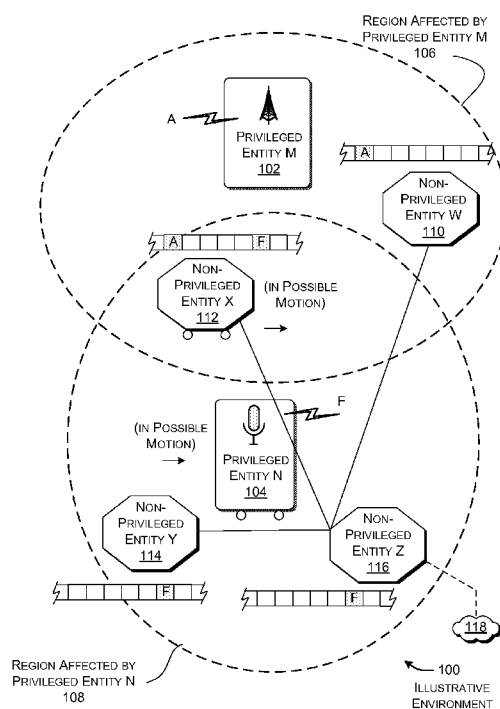 REGION AFFECTED BY
PRIVILEGED ENTITY M
106
A
PRIVILEGED
ENTITY M
102
A
NON-
PRIVILEGED
ENTITY W
110
A
F
NON-
PRIVILEGED
ENTITY X
112
(IN POSSIBLE
MOTION)
F
(IN POSSIBLE
MOTION)
PRIVILEGED
ENTITY N
104
NON-
PRIVILEGED
ENTITY Y
114
NON-
PRIVILEGED
ENTITY Z
116
F
F
118
REGION AFFECTED BY
PRIVILEGED ENTITY N
108
100
ILLUSTRATIVE
ENVIRONMENT